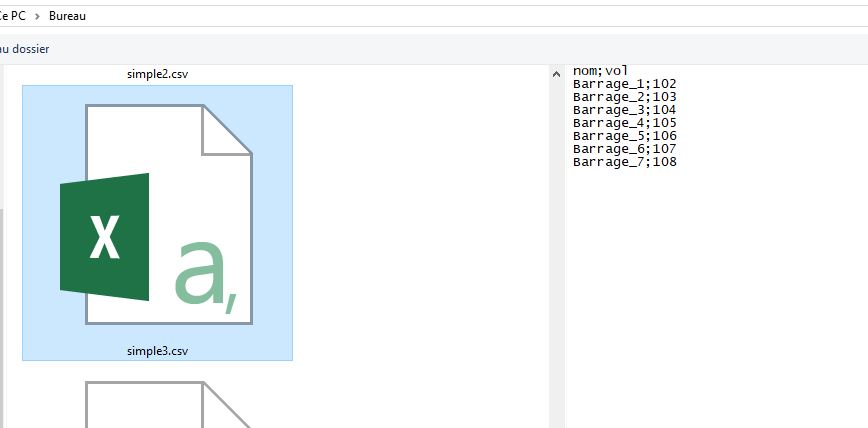 Ce PC > Bureau
au dossier
simple2.csv
X
a,
simple3.csv
nom;vol
Barrage_1;102
Barrage_2;103
Barrage_3;104
Barrage_4;105
Barrage_5;106
Barrage_6;107
Barrage_7;108